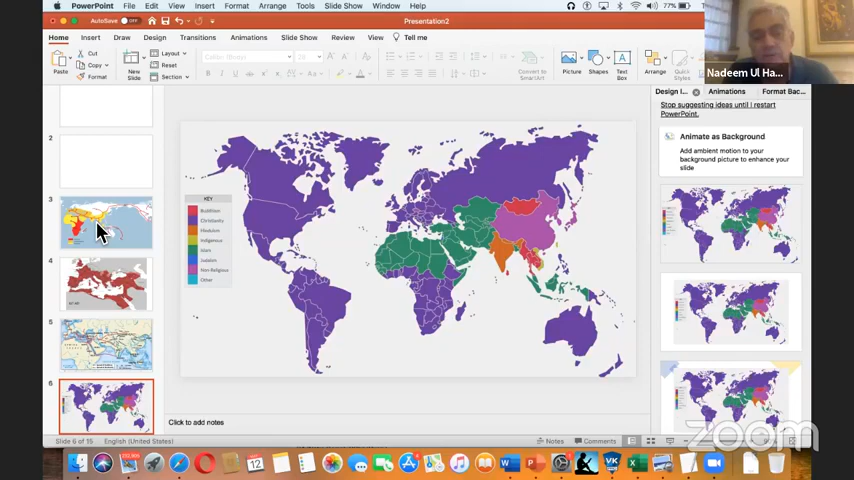 PowerPoint File Edit View Insert Format Arrange Tools Slide Show Window Help 77%
AutoSave OFF Presentation2
Home Insert Draw Design Transitions Animations Slide Show Review View Tell me
Cut
Copy
Format
Paste
New Slide
Layout
Reset
Section
Convert to SmartArt
Picture
Shapes
Text Box
Arrange
Quick Styles
Nadeem Ul Ha...
Design I...
Animations
Format Bac...
Stop suggesting ideas until I restart
PowerPoint.
Animate as Background
Add ambient motion to your
background picture to enhance your
slide
2
3
4
5
6
KEY
Buddhism
Christianity
Hinduism
Indigenous
Islam
Judaism
Non-Religious
Other
Click to add notes
Slide 6 of 15 English (United States) Notes Comments
zoom